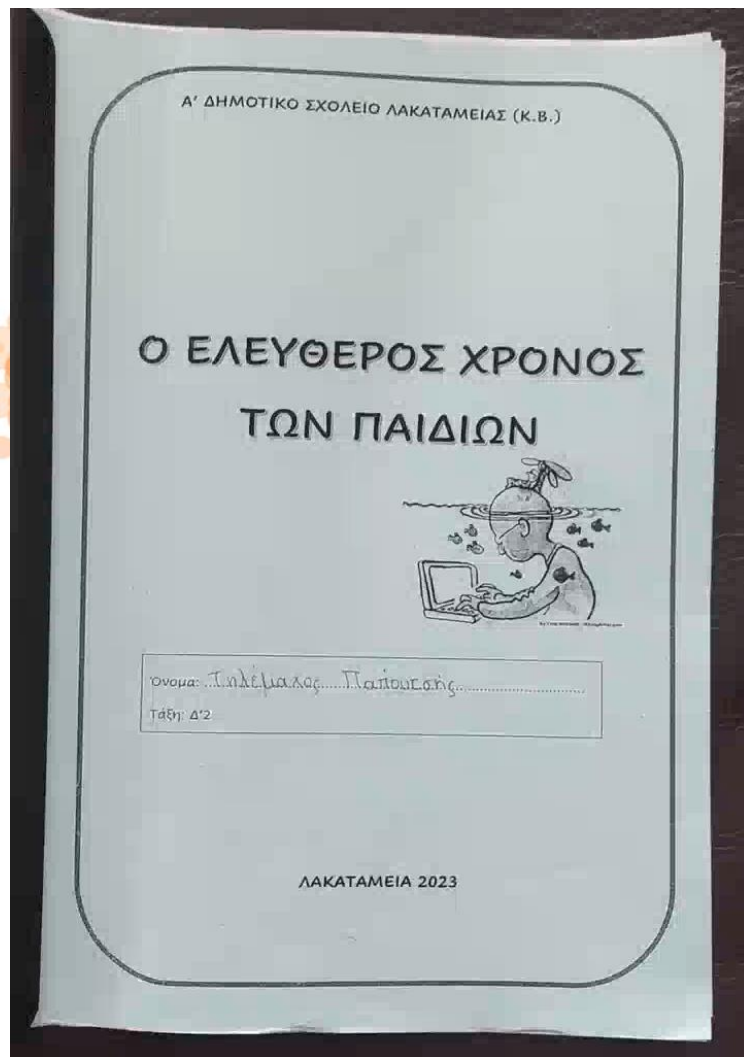 Α' ΔΗΜΟΤΙΚΟ ΣΧΟΛΕΙΟ ΛΑΚΑΤΑΜΕΙΑΣ (Κ.Β.)
Ο ΕΛΕΥΘΕΡΟΣ ΧΡΟΝΟΣ
ΤΩΝ ΠΑΙΔΙΩΝ
Όνομα: Τηλέμαχος Παπουτσής
Τάξη: Δ'2
ΛΑΚΑΤΑΜΕΙΑ 2023